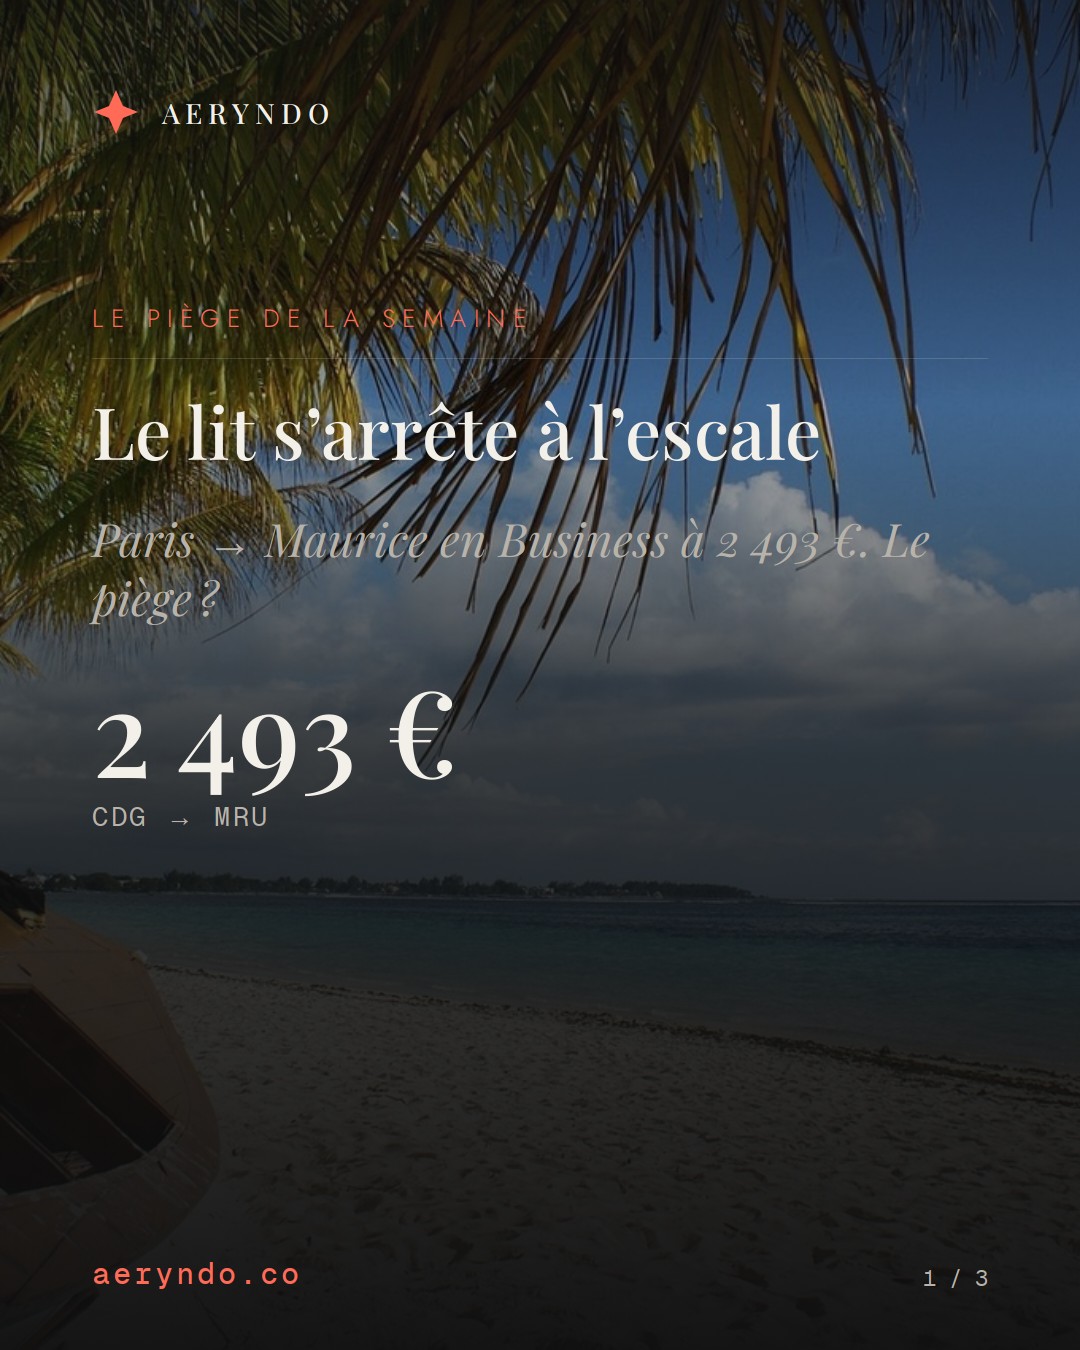 AERYNDO
LE PIÈGE DE LA SEMAINE
Le lit s’arrête à l’escale
Paris → Maurice en Business à 2 493 €. Le
piège ?
2 493 €
CDG → MRU
aeryndo.co
1 / 3